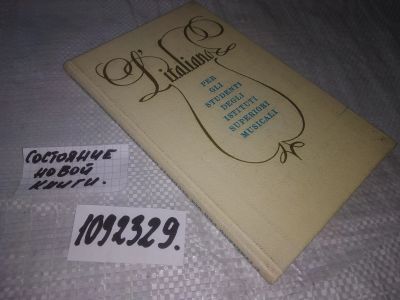 L'italiano
PER
GLI
STUDENTI
DEGLI
ISTITUTI
SUPERIORI
MUSICALI
СОСТОЯНИЕ
НОВОЙ
КНИГИ.
1092329.